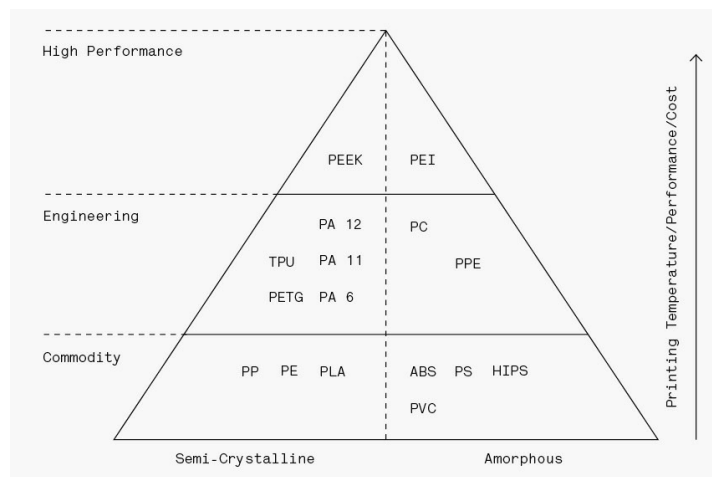 High Performance
PEEK PEI
Engineering
PA 12 PC
TPU PA 11 PPE
PETG PA 6
Commodity
PP PE PLA ABS PS HIPS
PVC
Semi-Crystalline Amorphous
Printing Temperature/Performance/Cost